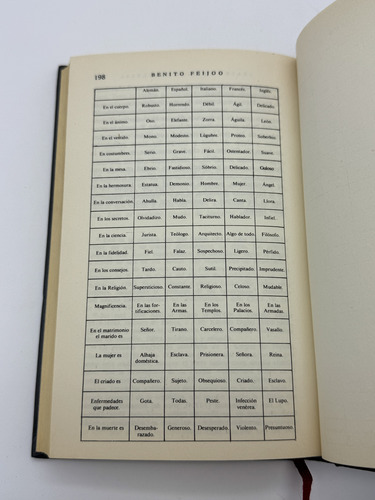 198 BENITO FEIJOO
Alemán. Español. Italiano. Francés. Inglés.
En el cuerpo. Robusto. Horrendo. Débil. Ágil. Delicado.
En el ánimo. Oso. Elefante. Zorra. Águila. León.
En el vestido. Mono. Modesto. Lúgubre. Proteo. Soberbio.
En costumbres. Serio. Grave. Fácil. Ostentador. Suave.
En la mesa. Ebrio. Fastidioso. Sobrio. Delicado. Guloso.
En la hermosura. Estatua. Demonio. Hombre. Mujer. Ángel.
En la conversación. Aúlla. Habla. Delira. Canta. Llora.
En los secretos. Olvidadizo. Mudo. Taciturno. Hablador. Infiel.
En la ciencia. Jurista. Teólogo. Arquitecto. Algo de todo. Filósofo.
En la fidelidad. Fiel. Falaz. Sospechoso. Ligero. Pérfido.
En los consejos. Tardo. Cauto. Sutil. Precipitado. Imprudente.
En la Religión. Supersticioso. Constante. Religioso. Celoso. Mudable.
Magnificencia. En las for- En las En los En los En las
tificaciones. Armas. Templos. Palacios. Armadas.
En el matrimonio Señor. Tirano. Carcelero. Compañero. Vasallo.
el marido es
La mujer es Alhaja Esclava. Prisionera. Señora. Reina.
doméstica.
El criado es Compañero. Sujeto. Obsequioso. Criado. Esclavo.
Enfermedades Gota. Todas. Peste. Infección El Lupo.
que padece. venérea.
En la muerte es Desemba- Generoso. Desesperado. Violento. Presuntuoso
razado.